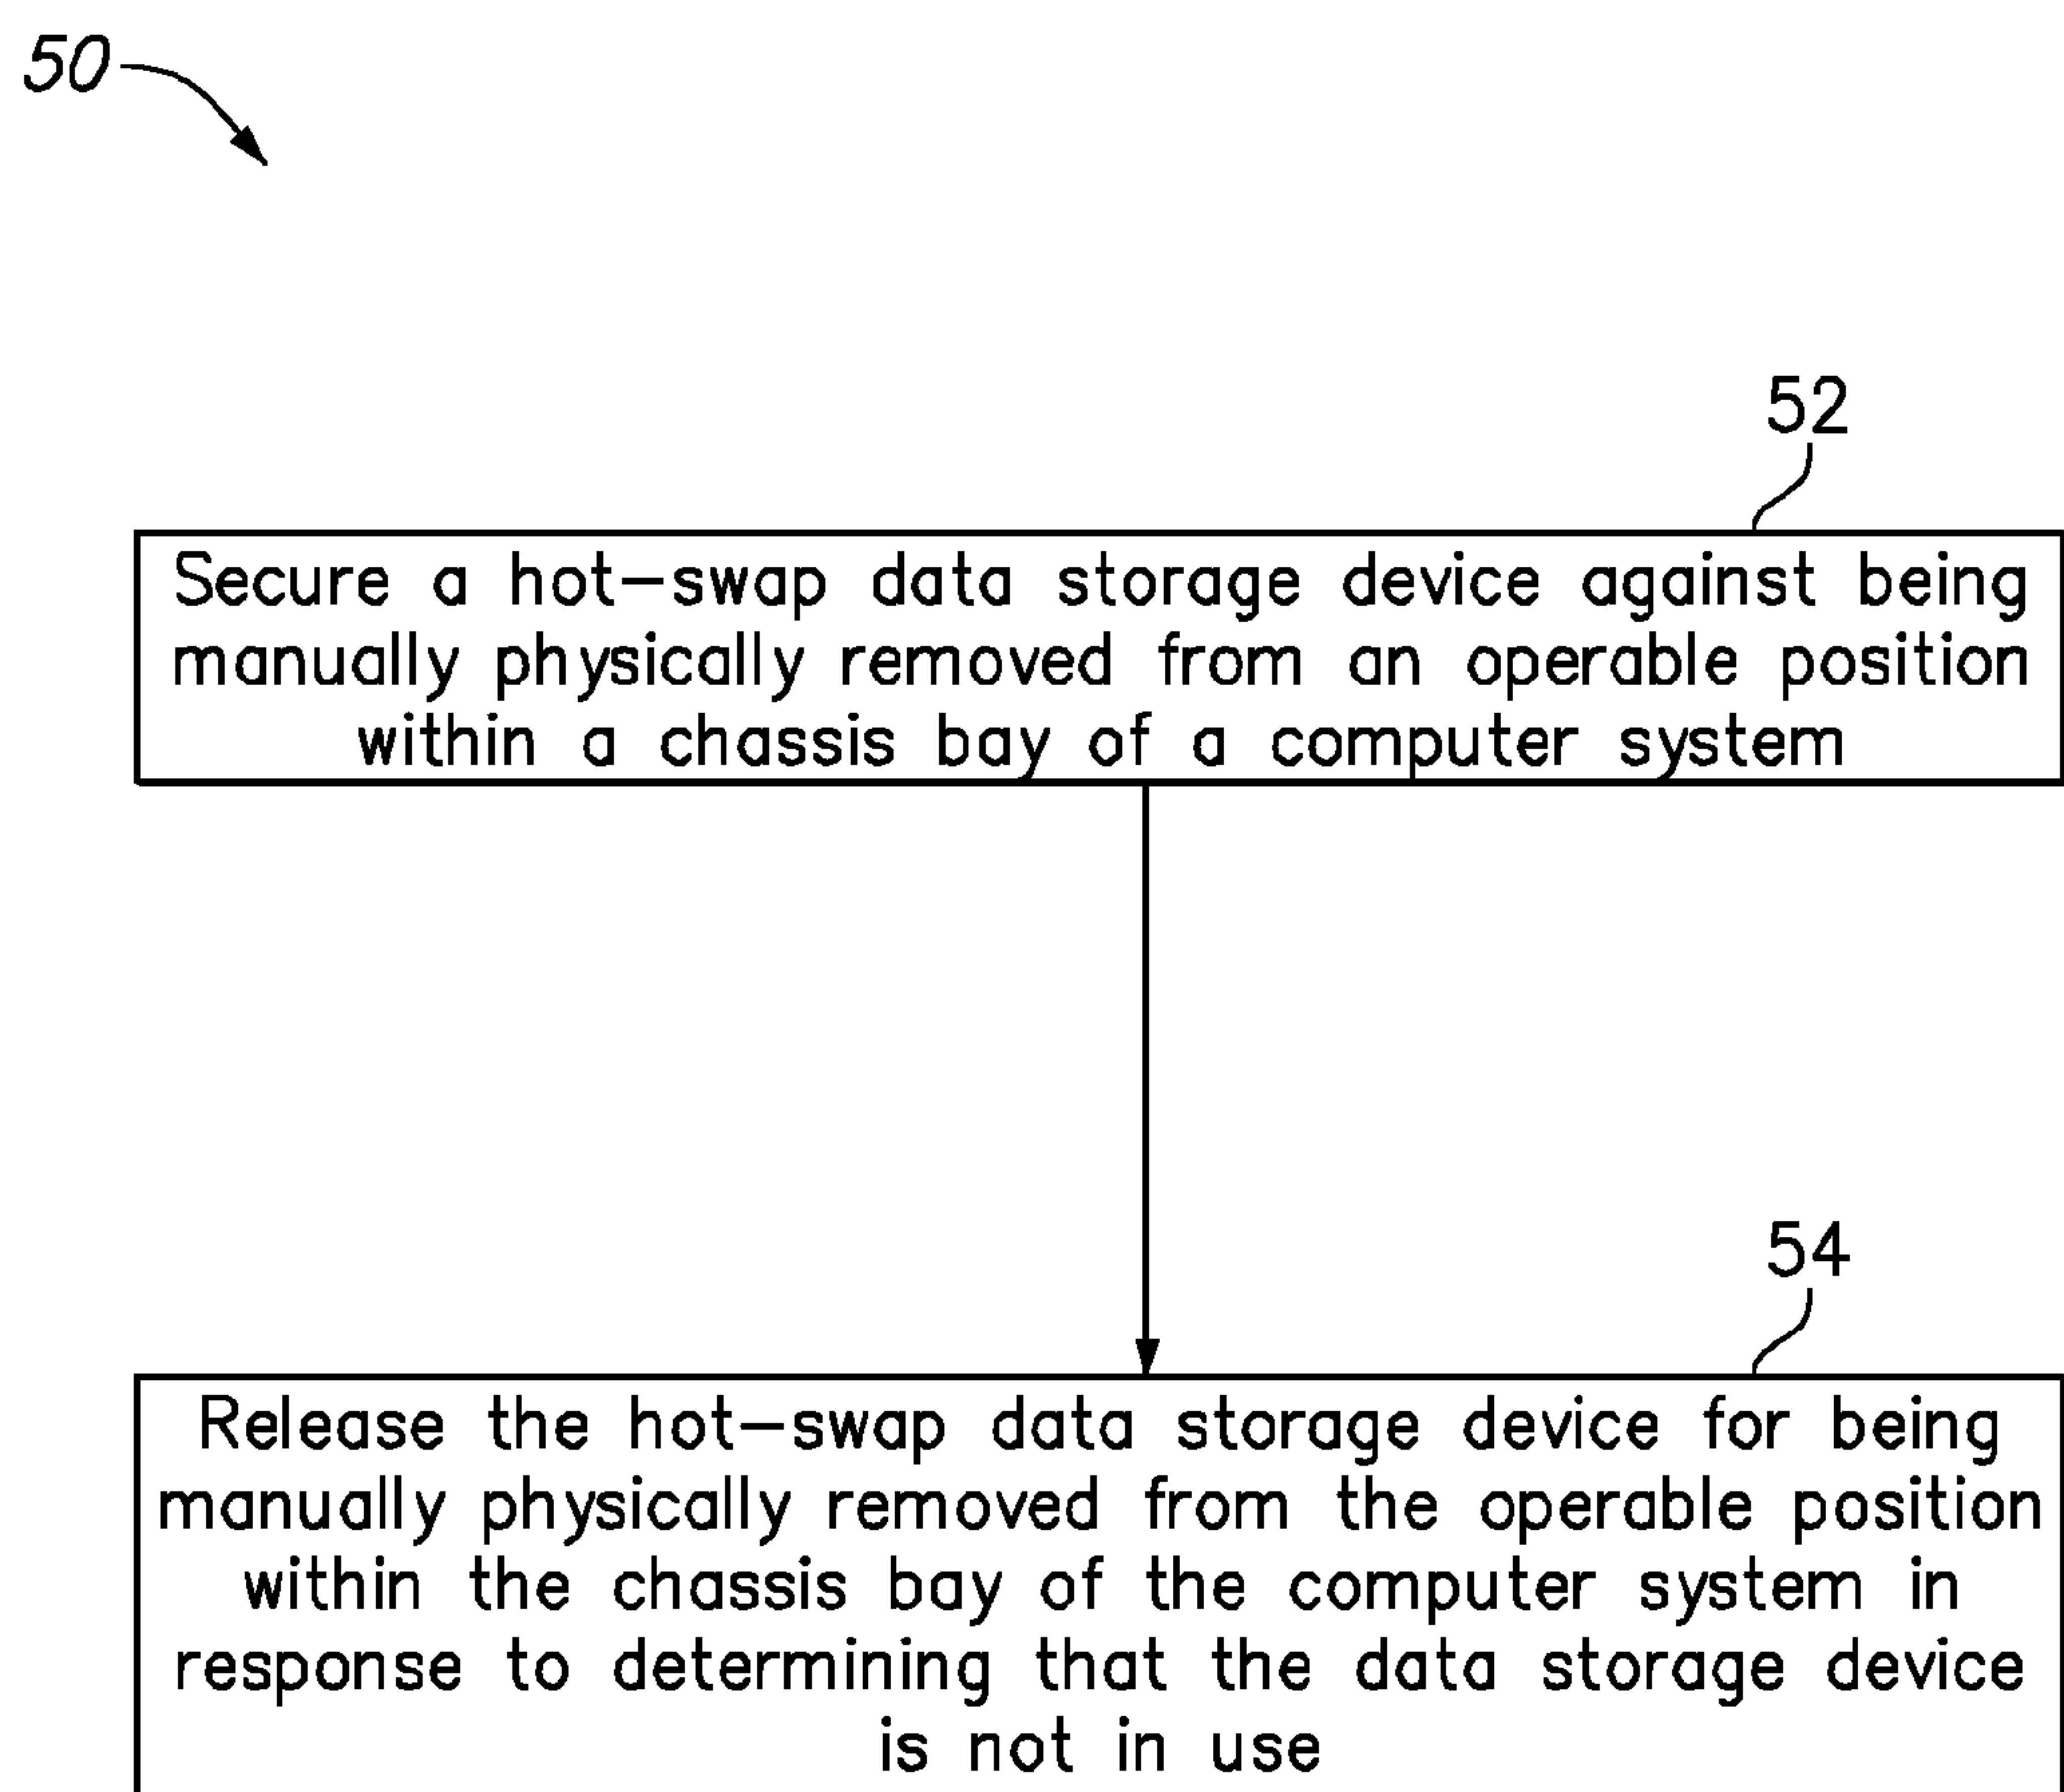 50
52
Secure a hot-swap data storage device against being
manually physically removed from an operable position
within a chassis bay of a computer system
54
Release the hot-swap data storage device for being
manually physically removed from the operable position
within the chassis bay of the computer system in
response to determining that the data storage device
is not in use